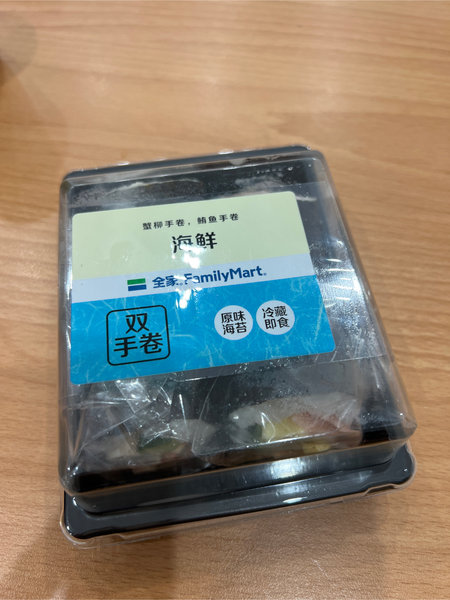 蟹柳手卷，鲔鱼手卷
海鲜
全家 FamilyMart®
双
手卷
原味
海苔
冷藏
即食